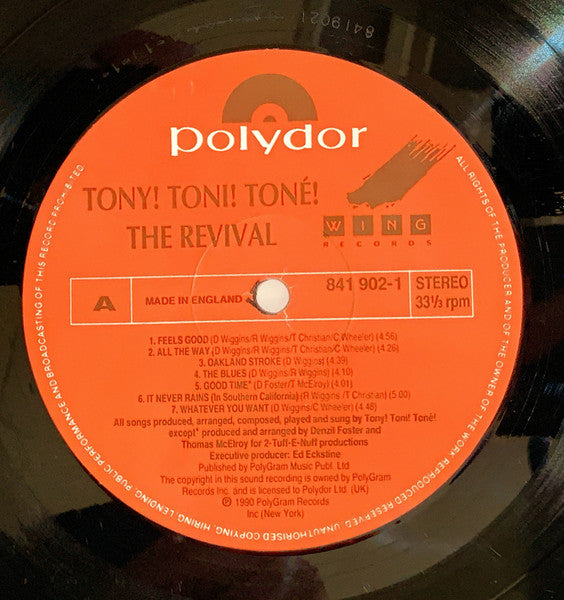 8419021
polydor
TONY! TONI! TONÉ!
THE REVIVAL
WING
RECORDS
A
MADE IN ENGLAND
841 902-1
STEREO
33⅓ rpm
1. FEELS GOOD (D Wiggins/R Wiggins/T Christian/C Wheeler) (4:56)
2. ALL THE WAY (D Wiggins/R Wiggins/T Christian/C Wheeler) (4:26)
3. OAKLAND STROKE (D Wiggins) (4:39)
4. THE BLUES (D Wiggins/R Wiggins) (4:10)
5. GOOD TIME* (D Foster/T McElroy) (4:01)
6. IT NEVER RAINS (In Southern California) (R Wiggins/T Christian) (5:00)
7. WHATEVER YOU WANT (D Wiggins/C Wheeler) (4:48)
All songs produced, arranged, composed, played and sung by Tony! Toni! Toné!
except* produced and arranged by Denzil Foster and
Thomas McElroy for 2-Tuff-E-Nuff productions
Executive producer: Ed Eckstine
Published by PolyGram Music Publ. Ltd
The copyright in this sound recording is owned by PolyGram
Records Inc. and is licensed to Polydor Ltd (UK)
℗ 1990 PolyGram Records
Inc (New York)
ALL RIGHTS OF THE PRODUCER AND OF THE OWNER OF THE WORK REPRODUCED RESERVED. UNAUTHORISED COPYING, HIRING, LENDING, PUBLIC PERFORMANCE AND BROADCASTING OF THIS RECORD PROHIBITED